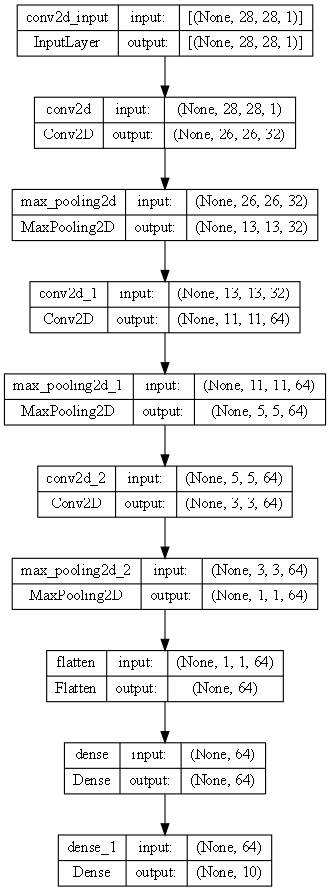 conv2d_input input: [(None, 28, 28, 1)]
InputLayer output: [(None, 28, 28, 1)]
conv2d input: (None, 28, 28, 1)
Conv2D output: (None, 26, 26, 32)
max_pooling2d input: (None, 26, 26, 32)
MaxPooling2D output: (None, 13, 13, 32)
conv2d_1 input: (None, 13, 13, 32)
Conv2D output: (None, 11, 11, 64)
max_pooling2d_1 input: (None, 11, 11, 64)
MaxPooling2D output: (None, 5, 5, 64)
conv2d_2 input: (None, 5, 5, 64)
Conv2D output: (None, 3, 3, 64)
max_pooling2d_2 input: (None, 3, 3, 64)
MaxPooling2D output: (None, 1, 1, 64)
flatten input: (None, 1, 1, 64)
Flatten output: (None, 64)
dense input: (None, 64)
Dense output: (None, 64)
dense_1 input: (None, 64)
Dense output: (None, 10)